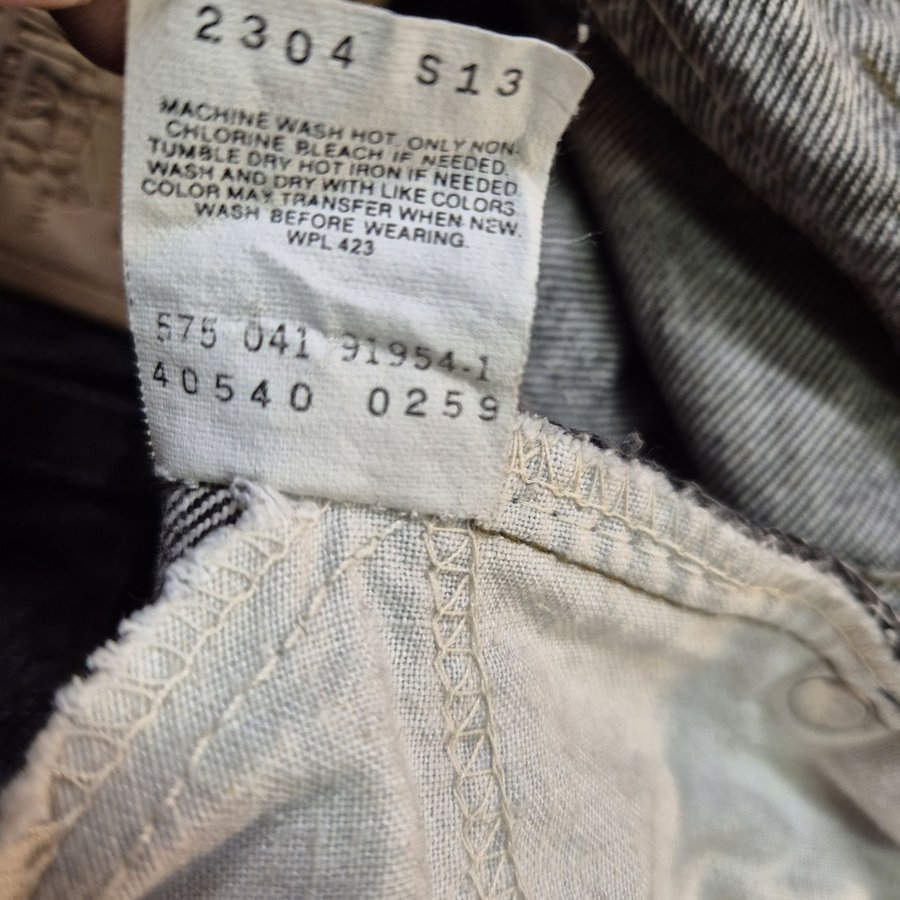 2304 S13
MACHINE WASH HOT. ONLY NON-
CHLORINE BLEACH IF NEEDED.
TUMBLE DRY HOT IRON IF NEEDED.
WASH AND DRY WITH LIKE COLORS.
COLOR MAY TRANSFER WHEN NEW.
WASH BEFORE WEARING.
WPL 423
575 041 91954-1
40540 0259